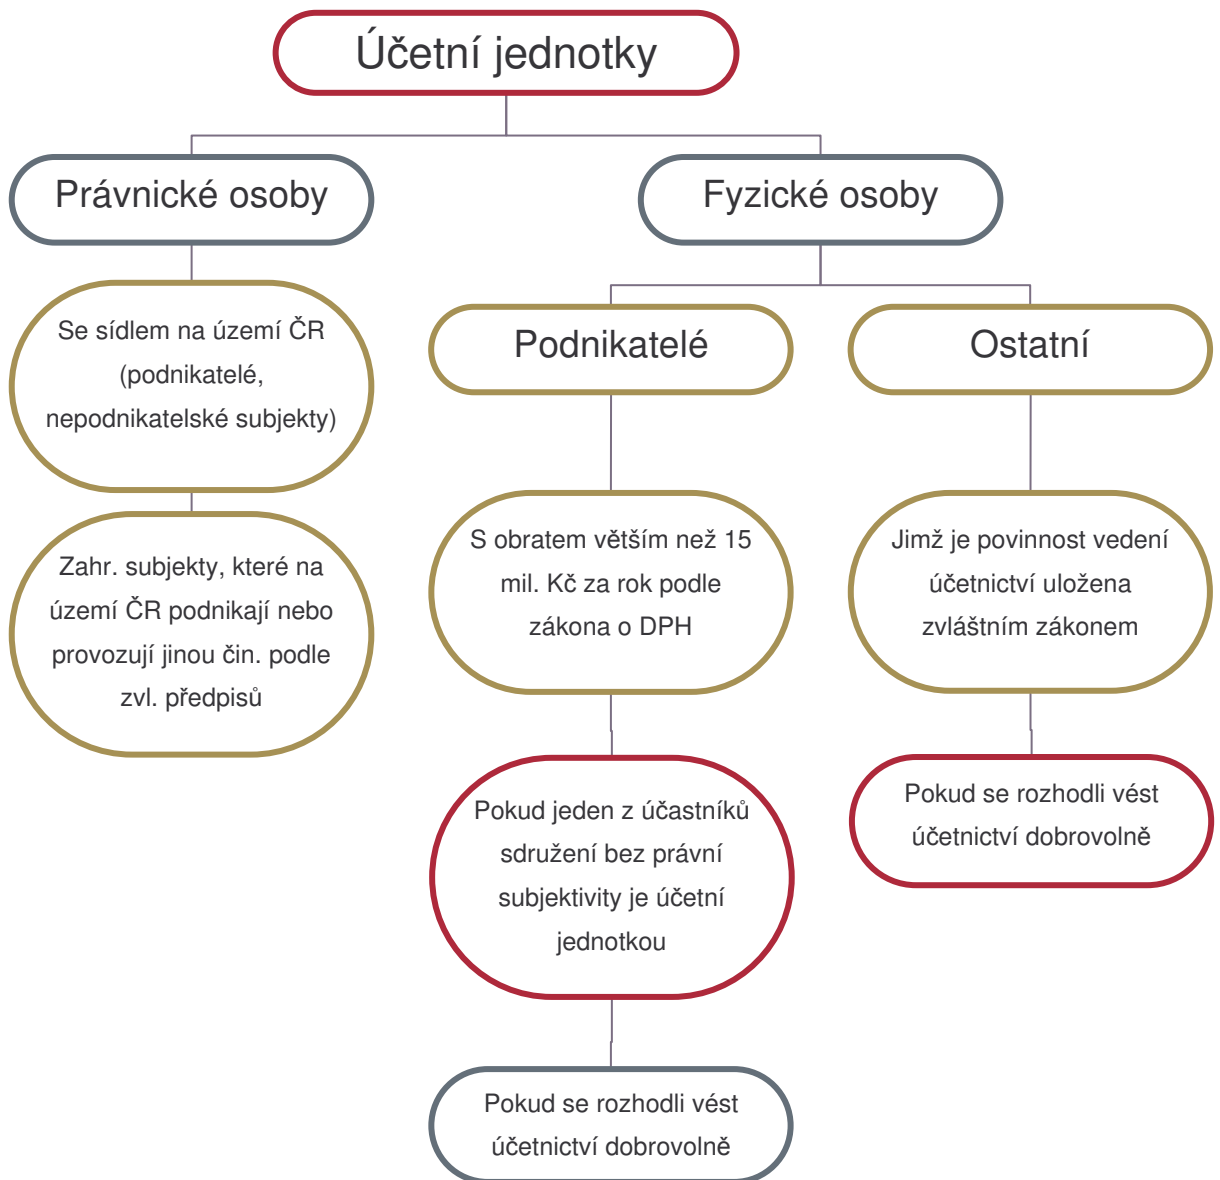 Účetní jednotky
Právnické osoby
Fyzické osoby
Se sídlem na území ČR
(podnikatelé,
nepodnikatelské subjekty)
Podnikatelé
Ostatní
Zahr. subjekty, které na
území ČR podnikají nebo
provozují jinou čin. podle
zvl. předpisů
S obratem větším než 15
mil. Kč za rok podle
zákona o DPH
Jimž je povinnost vedení
účetnictví uložena
zvláštním zákonem
Pokud jeden z účastníků
sdružení bez právní
subjektivity je účetní
jednotkou
Pokud se rozhodli vést
účetnictví dobrovolně
Pokud se rozhodli vést
účetnictví dobrovolně